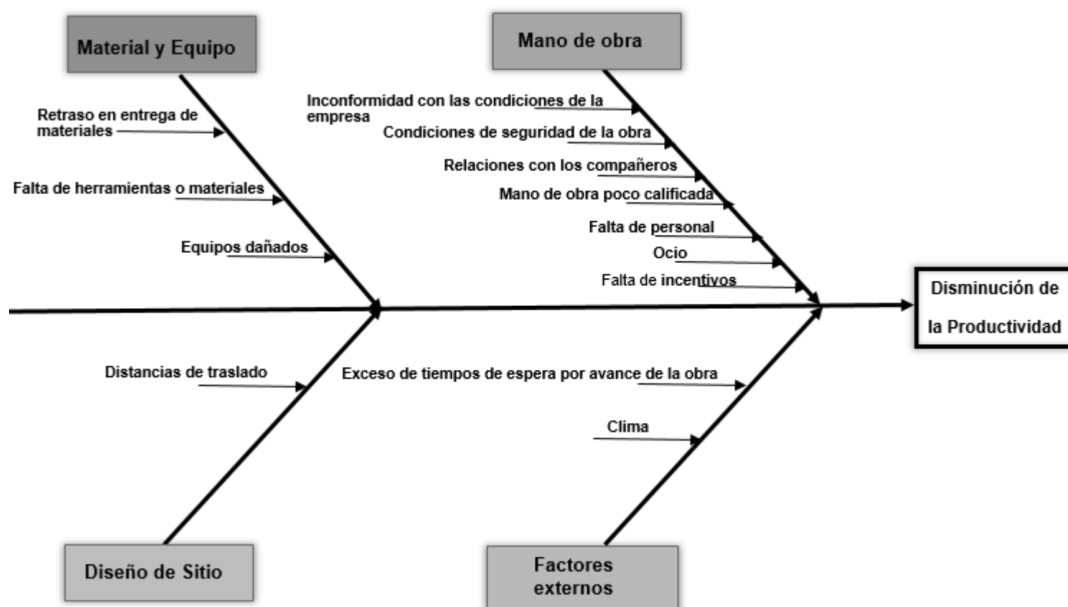 Material y Equipo
Mano de obra
Retraso en entrega de
materiales
Falta de herramientas o materiales
Equipos dañados
Inconformidad con las condiciones de la
empresa
Condiciones de seguridad de la obra
Relaciones con los compañeros
Mano de obra poco calificada
Falta de personal
Ocio
Falta de incentivos
Disminución de
la Productividad
Distancias de traslado
Exceso de tiempos de espera por avance de la obra
Clima
Diseño de Sitio
Factores
externos